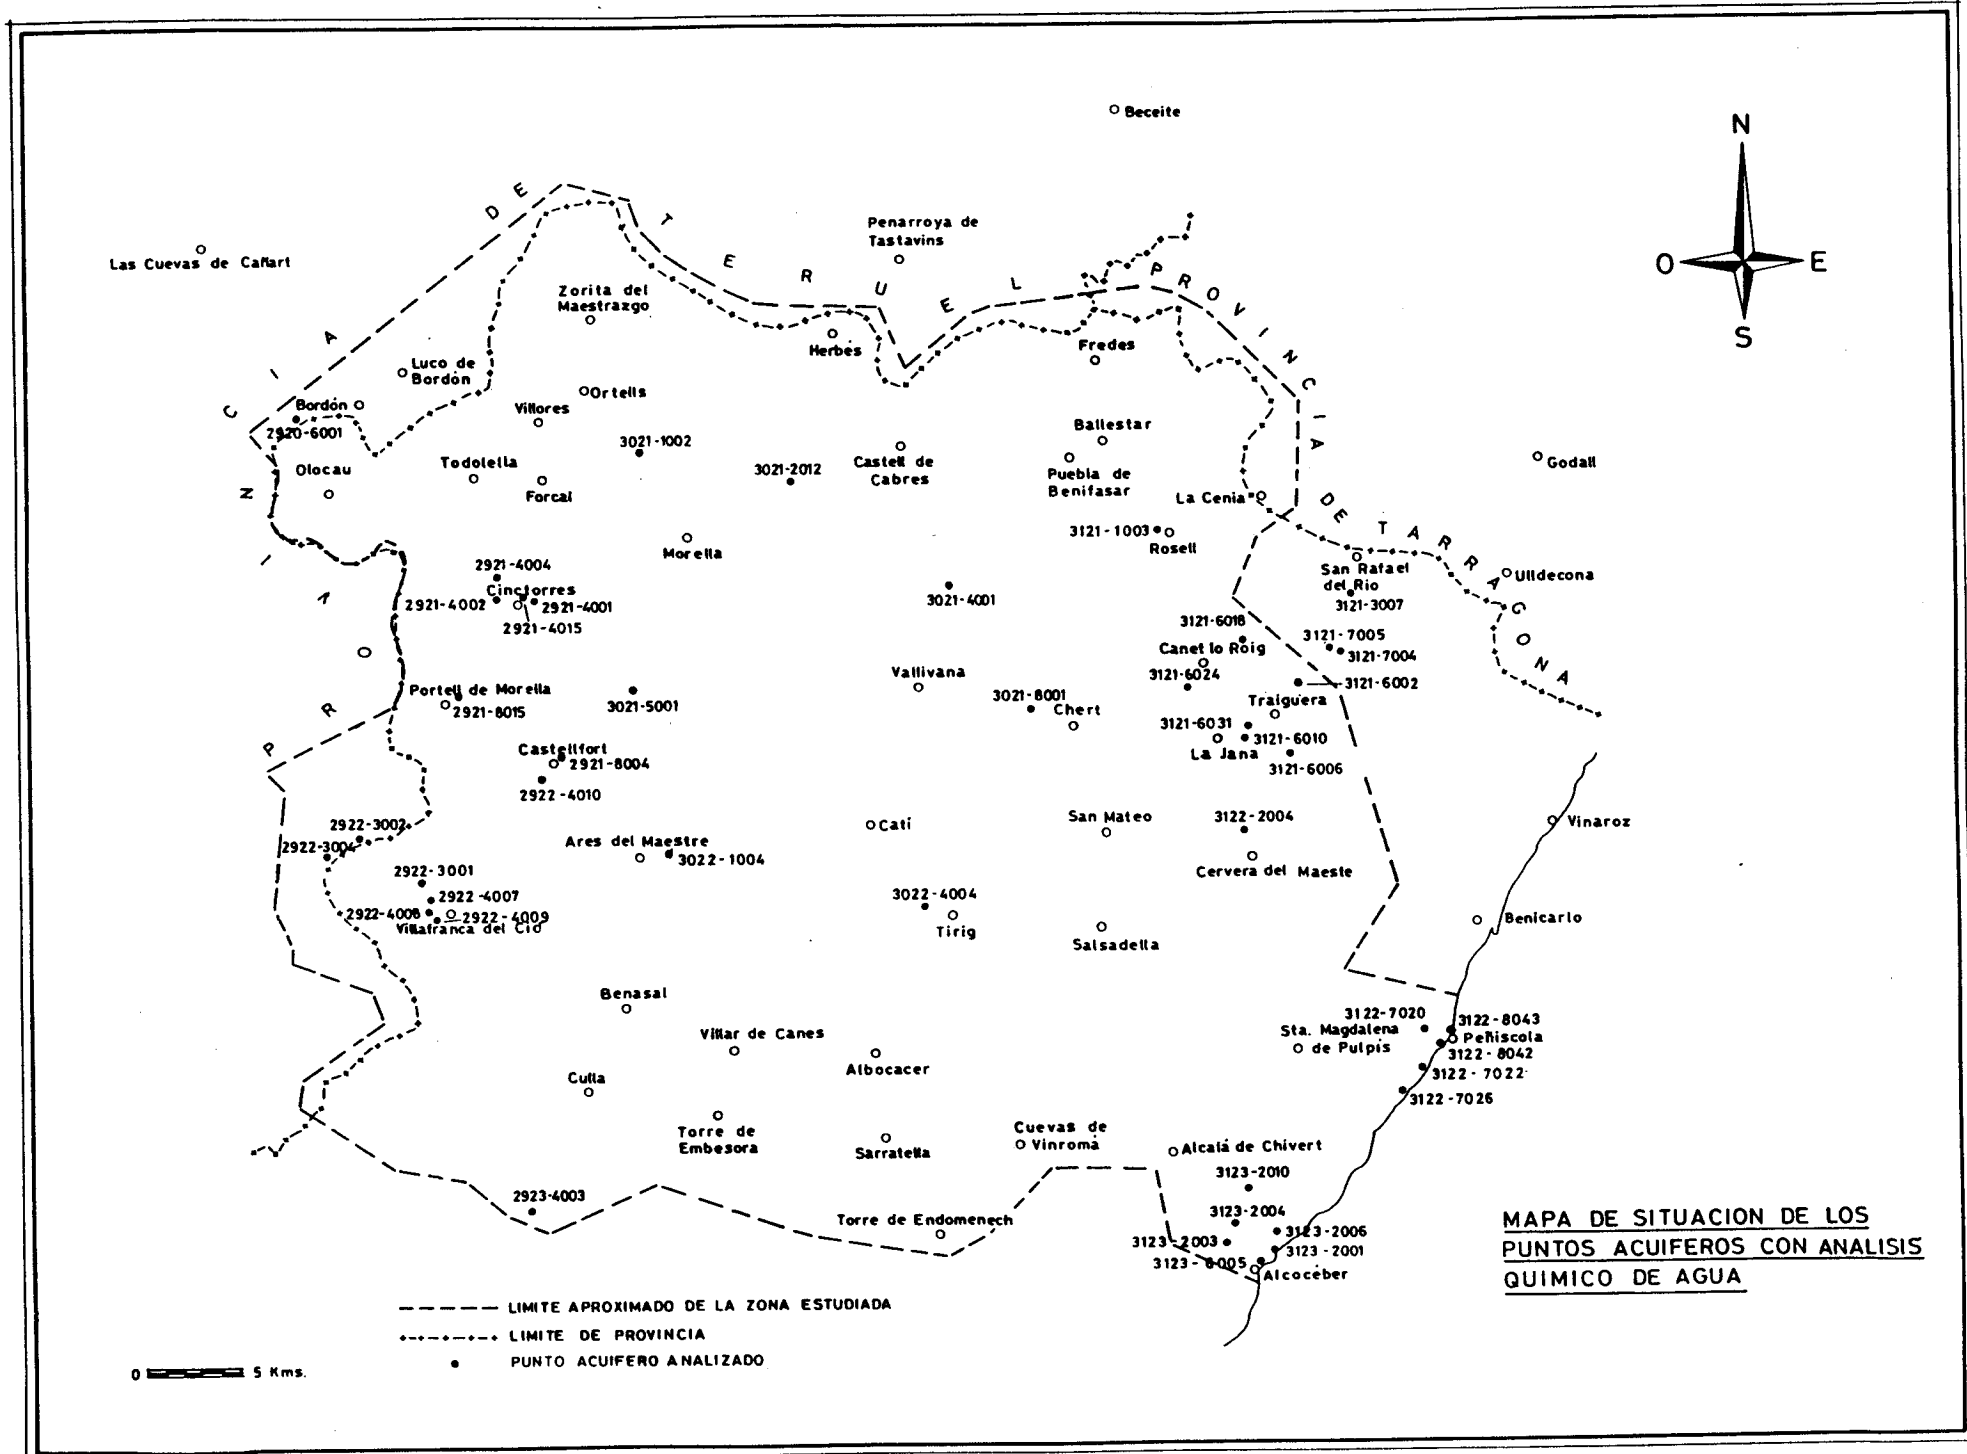 Beceite
N
O
E
S
PROVINCIA DE TERUEL
PROVINCIA DE TARRAGONA
Las Cuevas de Cañart
Penarroya de
Tastavins
Zorita del
Maestrazgo
Herbés
Fredes
Luco de
Bordón
Ortells
Bordón
2920-6001
Villores
Olocau
Todolella
Forcal
3021-1002
3021-2012
Castell de
Cabres
Ballestar
Puebla de
Benifasar
La Cenia
Godall
3121-1003
Rosell
Morella
San Rafael
del Rio
3121-3007
Ulldecona
2921-4004
Cinctorres
2921-4002
2921-4001
2921-4015
3021-4001
3121-6018
Canet lo Roig
3121-6024
3121-7005
3121-7004
3121-6002
Traiguera
Vallivana
3021-8001
Chert
Portell de Morella
2921-8015
3021-5001
3121-6031
3121-6010
La Jana
3121-6006
Castellfort
2921-8004
2922-4010
2922-3002
2922-3004
Ares del Maestre
3022-1004
Catí
San Mateo
3122-2004
Cervera del Maeste
Vinaroz
2922-3001
2922-4007
2922-4008
2922-4009
Villafranca del Cid
3022-4004
Tirig
Salsadella
Benicarlo
Benasal
Villar de Canes
Albocacer
Culla
3122-7020
Sta. Magdalena
de Pulpis
3122-8043
Peñiscola
3122-8042
3122-7022
3122-7026
Torre de
Embesora
Sarratella
Cuevas de
Vinromá
Alcalá de Chivert
3123-2010
2923-4003
Torre de Endomenech
3123-2004
3123-2003
3123-2006
3123-2001
3123-6005
Alcocéber
MAPA DE SITUACION DE LOS
PUNTOS ACUIFEROS CON ANALISIS
QUIMICO DE AGUA
LIMITE APROXIMADO DE LA ZONA ESTUDIADA
LIMITE DE PROVINCIA
PUNTO ACUIFERO ANALIZADO
0 5 Kms.